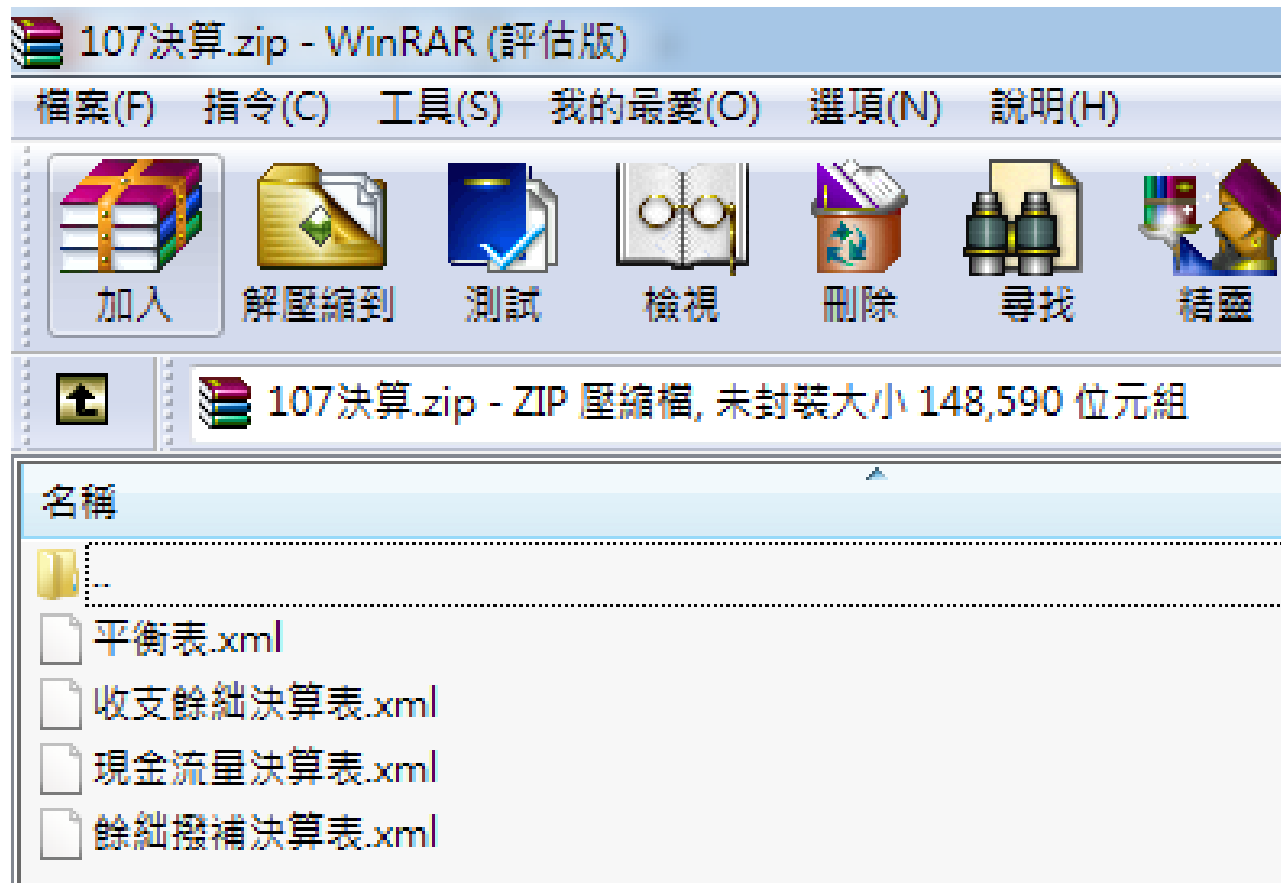 107決算.zip - WinRAR (評估版)
檔案(F) 指令(C) 工具(S) 我的最愛(O) 選項(N) 說明(H)
加入 解壓縮到 測試 檢視 刪除 尋找 精靈
107決算.zip - ZIP 壓縮檔, 未封裝大小 148,590 位元組
名稱
..
平衡表.xml
收支餘絀決算表.xml
現金流量決算表.xml
餘絀撥補決算表.xml